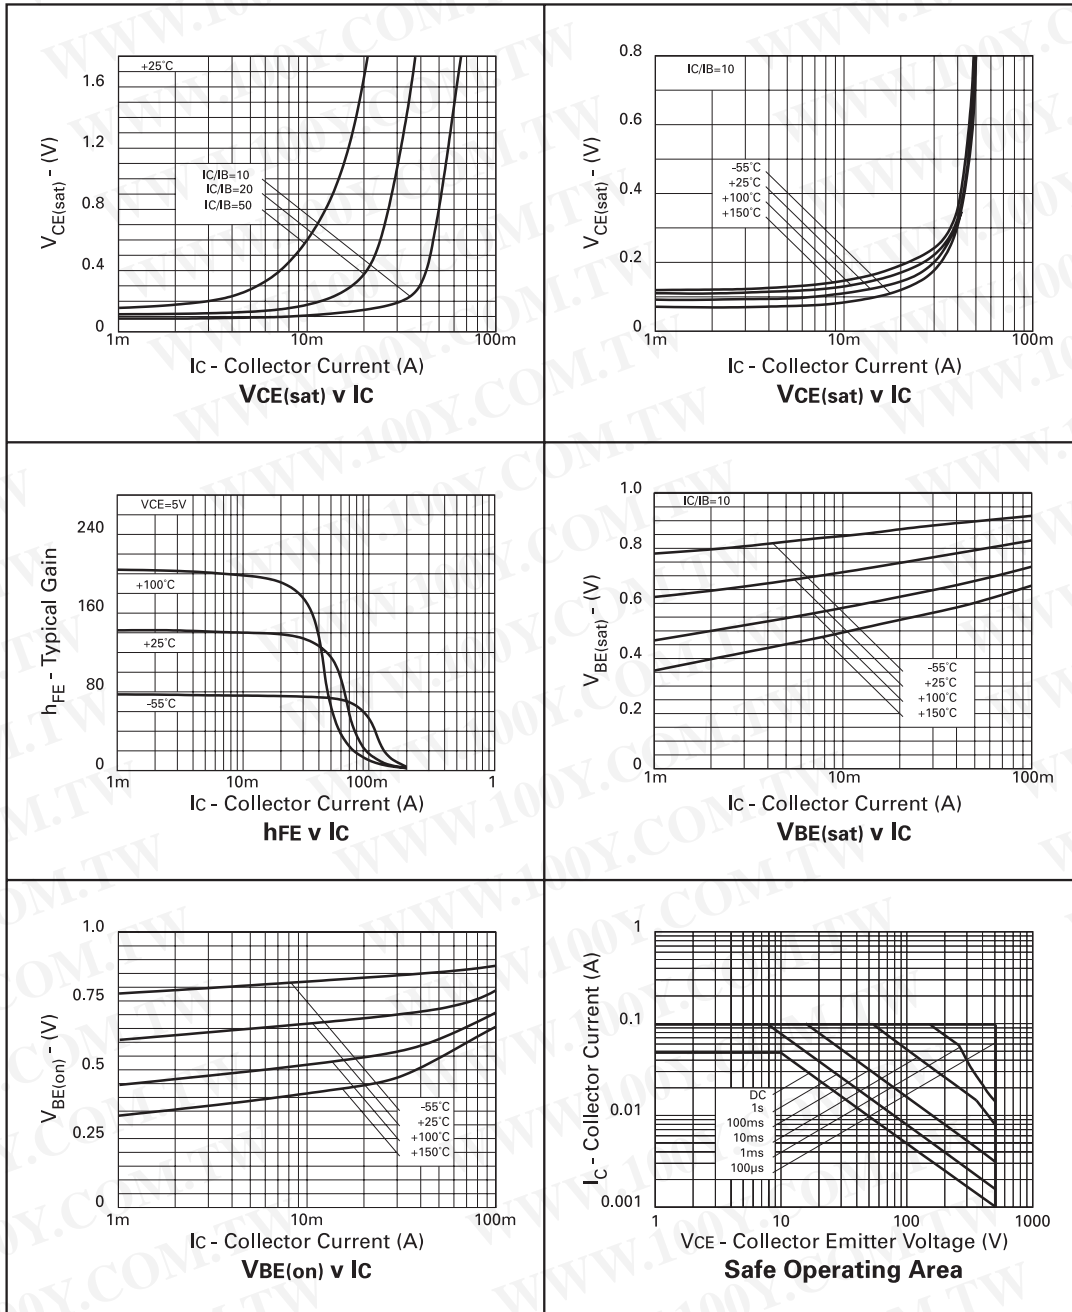 +25°C
1.6
1.2
0.8
0.4
0
VCE(sat) - (V)
IC/IB=10
IC/IB=20
IC/IB=50
1m 10m 100m
IC - Collector Current (A)
VCE(sat) v IC
IC/IB=10
0.8
0.6
0.4
0.2
0
VCE(sat) - (V)
-55°C
+25°C
+100°C
+150°C
1m 10m 100m
IC - Collector Current (A)
VCE(sat) v IC
VCE=5V
240
160
80
0
hFE - Typical Gain
+100°C
+25°C
-55°C
1m 10m 100m 1
IC - Collector Current (A)
hFE v IC
IC/IB=10
1.0
0.8
0.6
0.4
0.2
0
VBE(sat) - (V)
-55°C
+25°C
+100°C
+150°C
1m 10m 100m
IC - Collector Current (A)
VBE(sat) v IC
1.0
0.75
0.5
0.25
0
VBE(on) - (V)
-55°C
+25°C
+100°C
+150°C
1m 10m 100m
IC - Collector Current (A)
VBE(on) v IC
1
0.1
0.01
0.001
IC - Collector Current (A)
DC
1s
100ms
10ms
1ms
100µs
1 10 100 1000
VCE - Collector Emitter Voltage (V)
Safe Operating Area
WWW.100Y.COM.TW